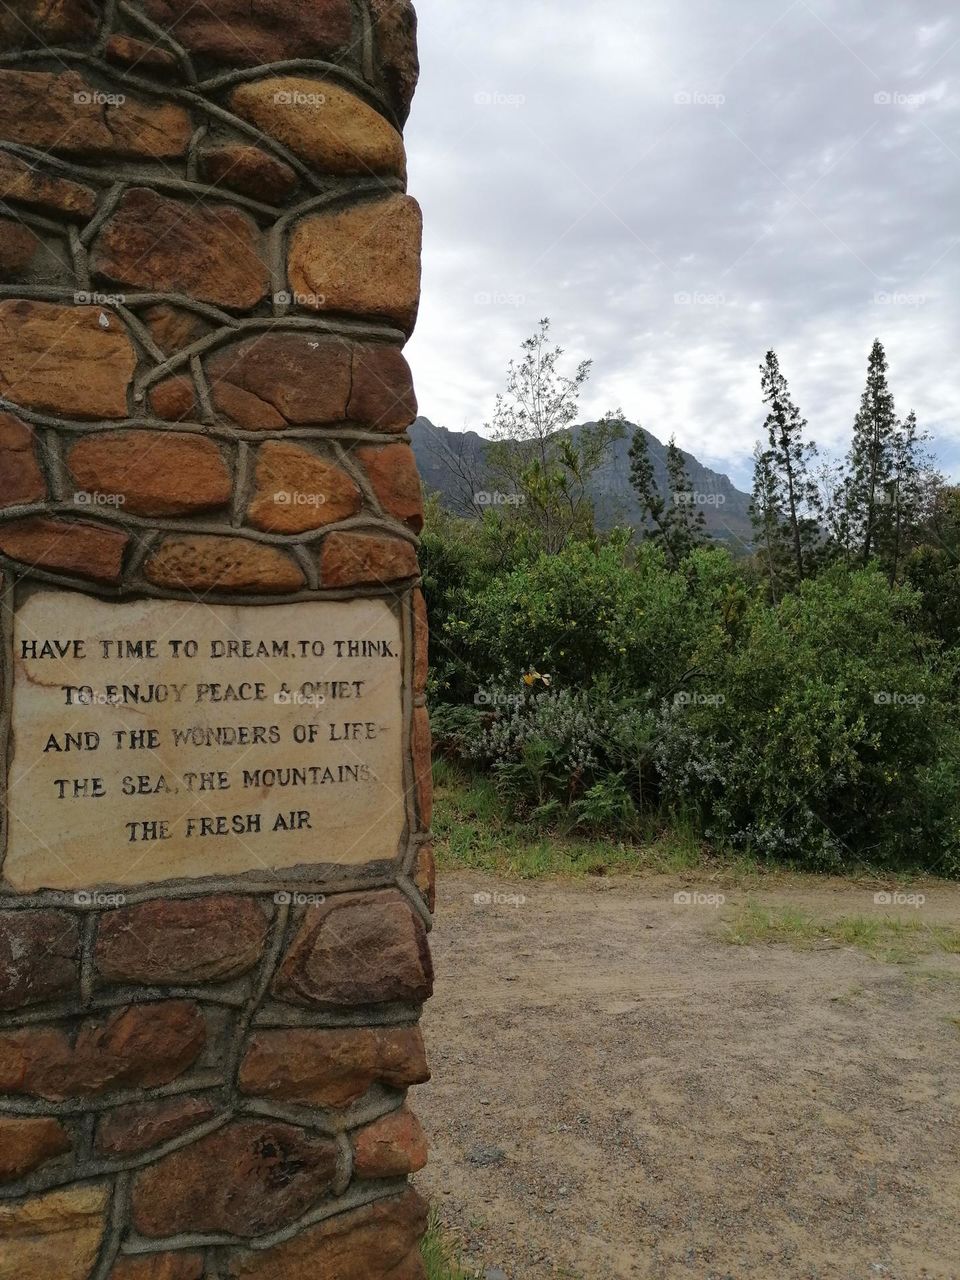 HAVE TIME TO DREAM, TO THINK,
TO ENJOY PEACE & QUIET
AND THE WONDERS OF LIFE-
THE SEA, THE MOUNTAINS,
THE FRESH AIR